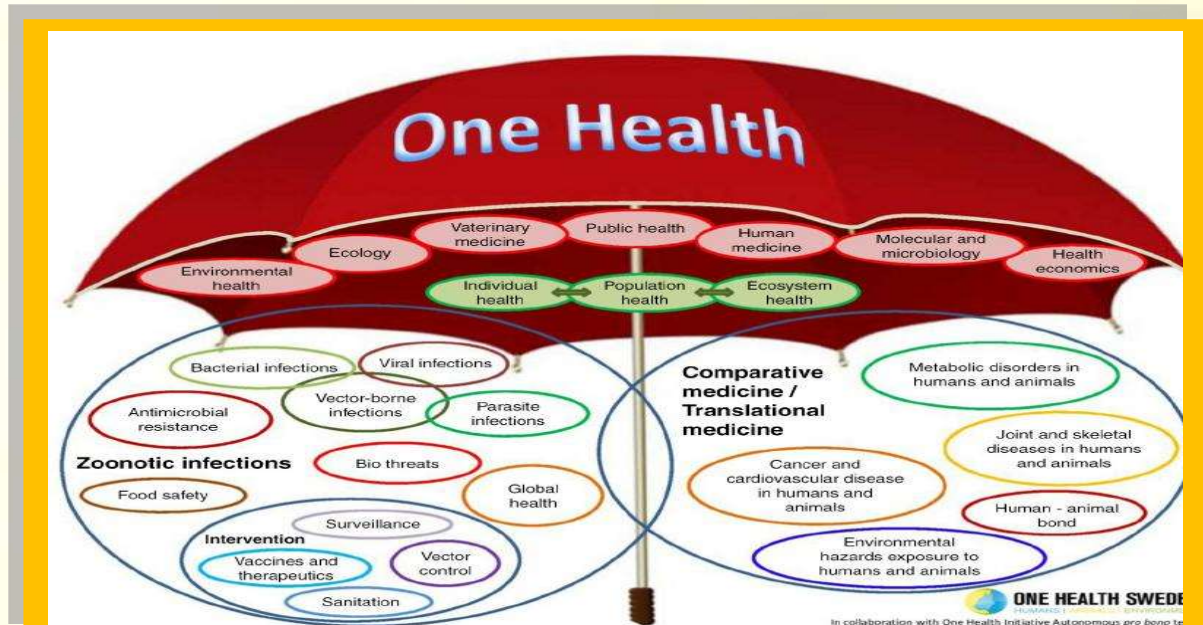 One Health
Environmental
health
Ecology
Vaterinary
medicine
Public health
Human
medicine
Molecular and
microbiology
Health
economics
Individual
health
Population
health
Ecosystem
health
Bacterial infections
Viral infections
Vector-borne
infections
Parasite
infections
Antimicrobial
resistance
Zoonotic infections
Bio threats
Food safety
Global
health
Surveillance
Intervention
Vaccines and
therapeutics
Vector
control
Sanitation
Comparative
medicine /
Translational
medicine
Metabolic disorders in
humans and animals
Joint and skeletal
diseases in humans
and animals
Cancer and
cardiovascular disease
in humans and
animals
Human - animal
bond
Environmental
hazards exposure to
humans and animals
ONE HEALTH SWEDE
HUMANS | ANIMALS | ENVIRONME
In collaboration with One Health Initiative Autonomous pro bono te